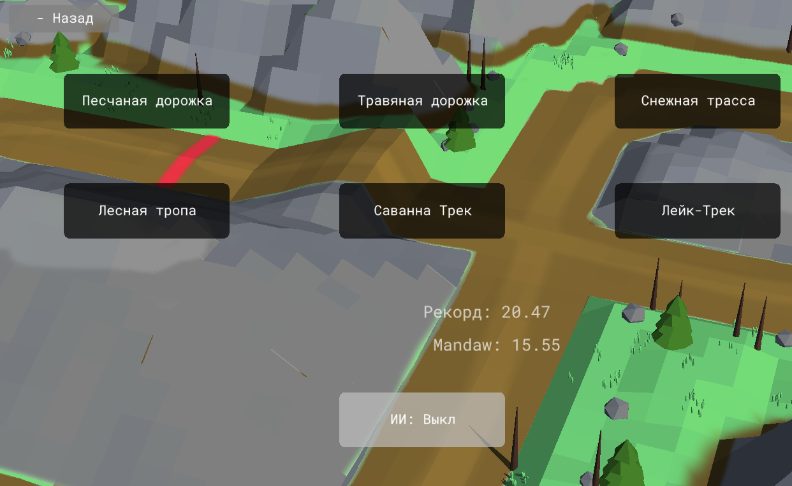 - Назад
Песчаная дорожка
Травяная дорожка
Снежная трасса
Лесная тропа
Саванна Трек
Лейк-Трек
Рекорд: 20.47
Mandaw: 15.55
ИИ: Выкл